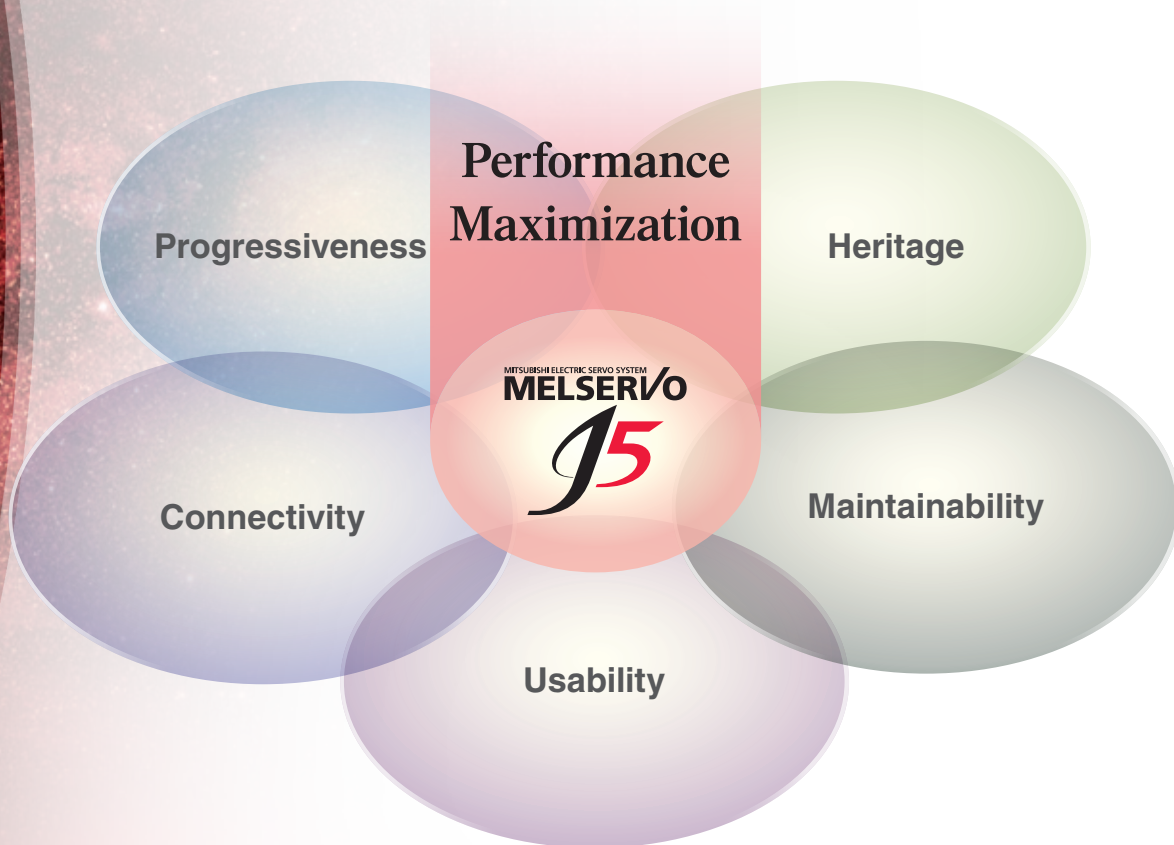 Performance
Maximization
Progressiveness
Heritage
MITSUBISHI ELECTRIC SERVO SYSTEM
MELSERVO
J5
Connectivity
Maintainability
Usability